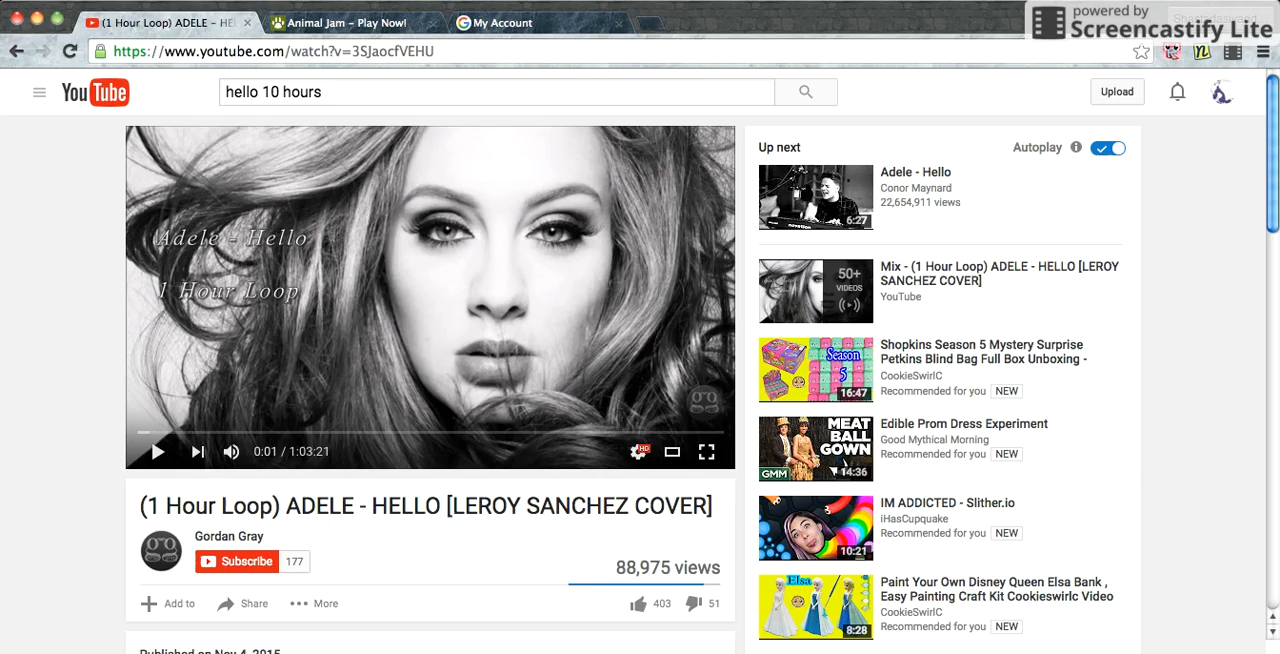 (1 Hour Loop) ADELE - HE
Animal Jam - Play Now!
My Account
powered by
Screencastify Lite
https://www.youtube.com/watch?v=3SJaocfVEHU
YouTube
hello 10 hours
Upload
Adele - Hello
1 Hour Loop
0:01 / 1:03:21
HD
(1 Hour Loop) ADELE - HELLO [LEROY SANCHEZ COVER]
Gordan Gray
Subscribe 177
88,975 views
Add to Share More 403 51
Published on Nov 4, 2015
Up next Autoplay
6:27
Adele - Hello
Conor Maynard
22,654,911 views
50+
VIDEOS
Mix - (1 Hour Loop) ADELE - HELLO [LEROY
SANCHEZ COVER]
YouTube
Season
5
16:47
Shopkins Season 5 Mystery Surprise
Petkins Blind Bag Full Box Unboxing -
CookieSwirlC
Recommended for you NEW
MEAT
BALL
GOWN
GMM
14:36
Edible Prom Dress Experiment
Good Mythical Morning
Recommended for you NEW
10:21
IM ADDICTED - Slither.io
iHasCupquake
Recommended for you NEW
Elsa
8:28
Paint Your Own Disney Queen Elsa Bank ,
Easy Painting Craft Kit Cookieswirlc Video
CookieSwirlC
Recommended for you NEW